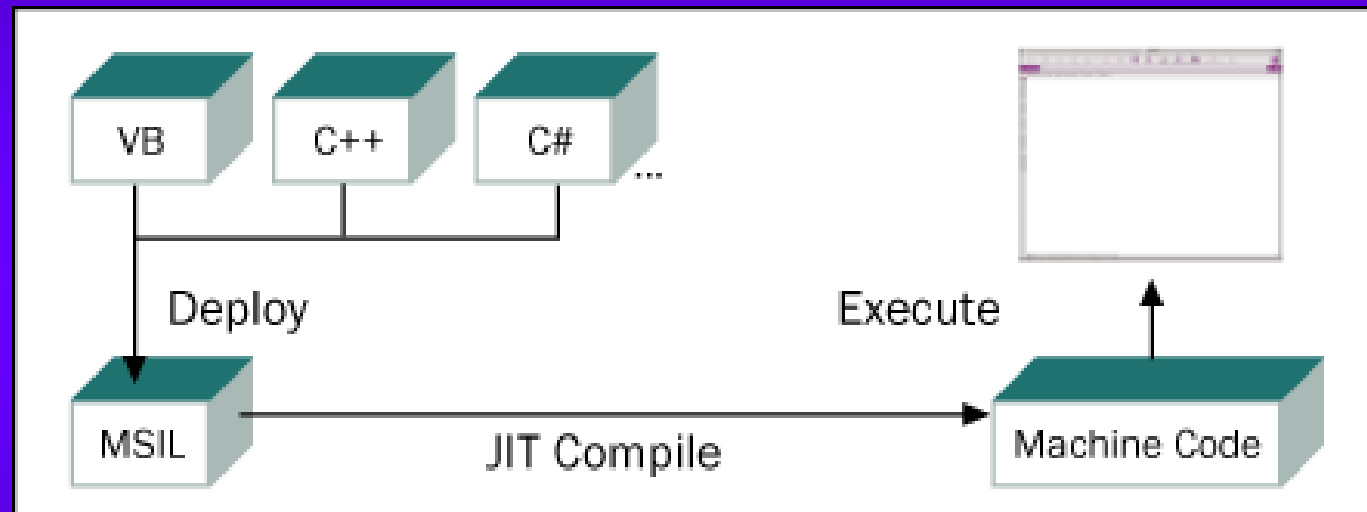 VB
C++
C#
...
Deploy
Execute
MSIL
JIT Compile
Machine Code